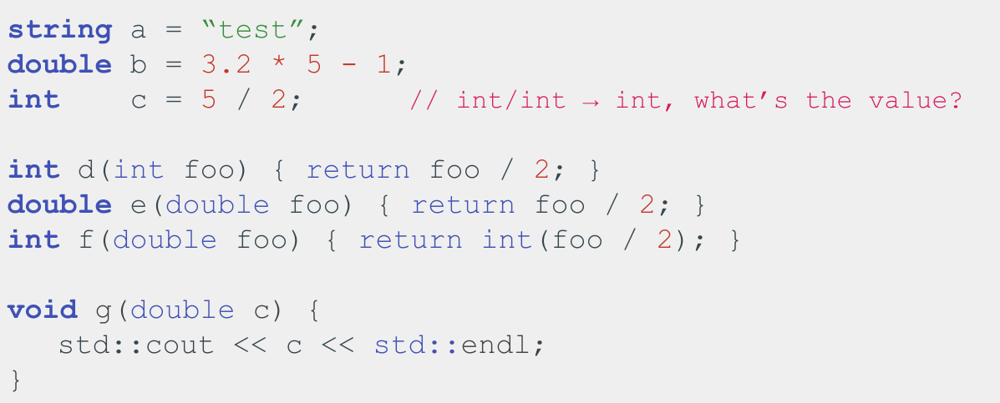 string a = “test”;
double b = 3.2 * 5 - 1;
int    c = 5 / 2;      // int/int → int, what’s the value?
int d(int foo) { return foo / 2; }
double e(double foo) { return foo / 2; }
int f(double foo) { return int(foo / 2); }
void g(double c) {
   std::cout << c << std::endl;
}